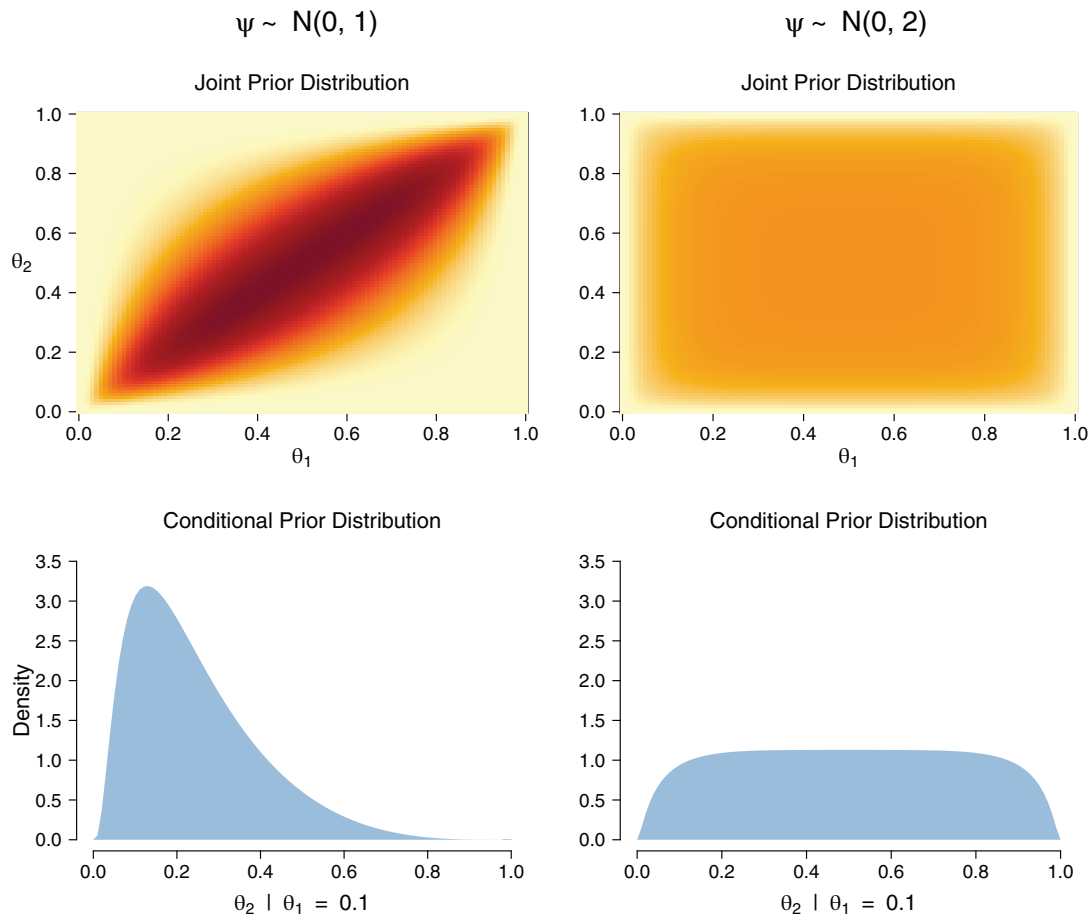 ψ ~ N(0, 1)
ψ ~ N(0, 2)
Joint Prior Distribution
1.0
0.8
0.6
θ2
0.4
0.2
0.0
0.0 0.2 0.4 0.6 0.8 1.0
θ1
Joint Prior Distribution
1.0
0.8
0.6
0.4
0.2
0.0
0.0 0.2 0.4 0.6 0.8 1.0
θ1
Conditional Prior Distribution
3.5
3.0
2.5
2.0
Density
1.5
1.0
0.5
0.0
0.0 0.2 0.4 0.6 0.8 1.0
θ2 | θ1 = 0.1
Conditional Prior Distribution
3.5
3.0
2.5
2.0
1.5
1.0
0.5
0.0
0.0 0.2 0.4 0.6 0.8 1.0
θ2 | θ1 = 0.1